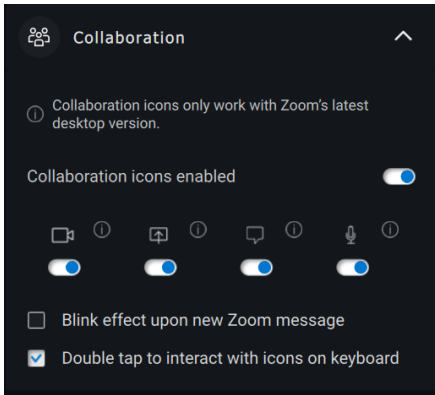 Collaboration
Collaboration icons only work with Zoom's latest
desktop version.
Collaboration icons enabled
Blink effect upon new Zoom message
Double tap to interact with icons on keyboard